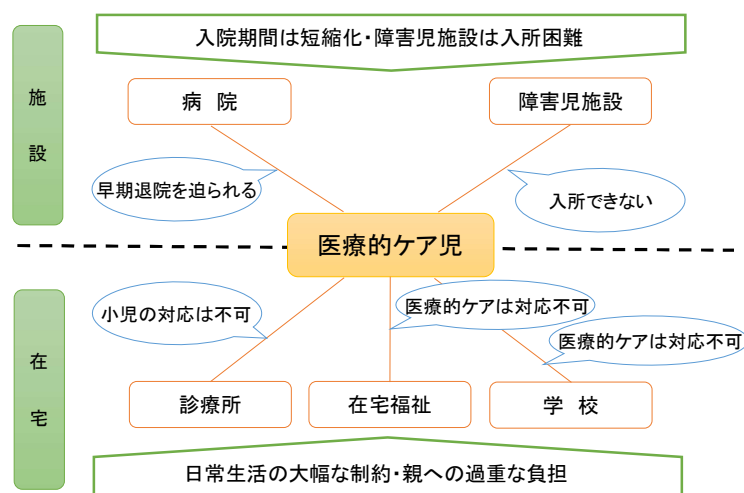 入院期間は短縮化・障害児施設は入所困難
施設
病 院
障害児施設
早期退院を迫られる
入所できない
医療的ケア児
小児の対応は不可
医療的ケアは対応不可
医療的ケアは対応不可
在宅
診療所
在宅福祉
学 校
日常生活の大幅な制約・親への過重な負担